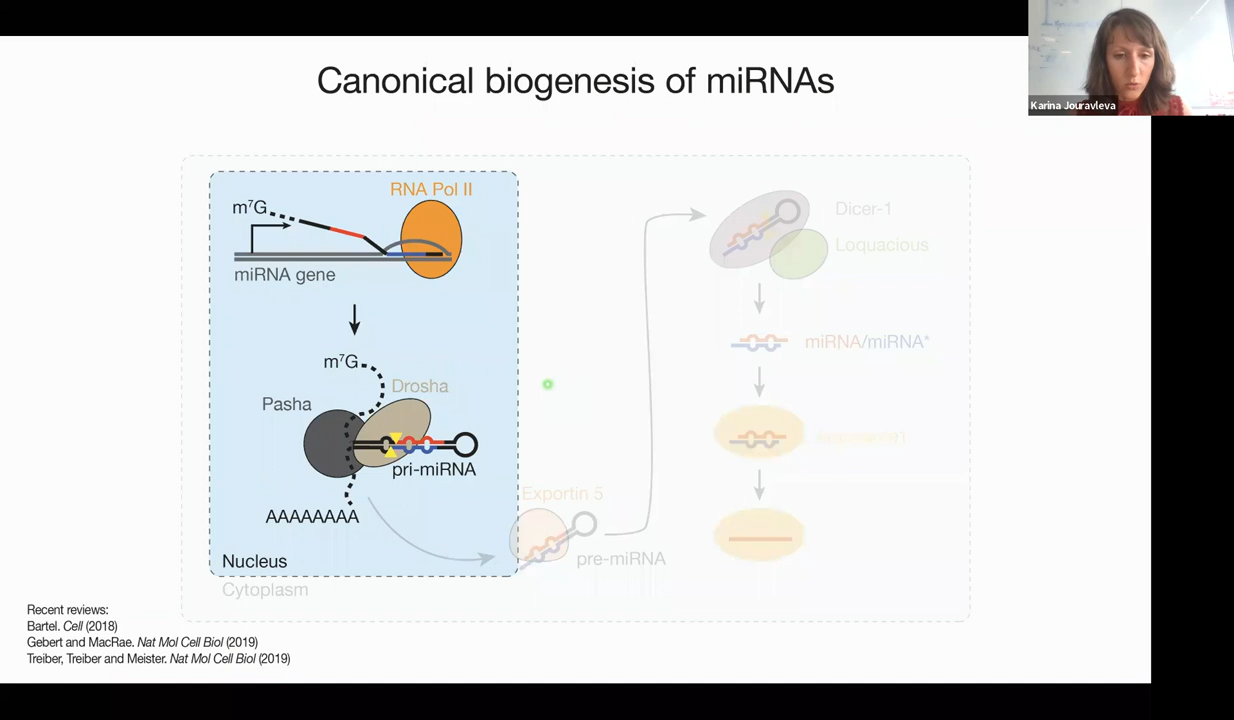 Canonical biogenesis of miRNAs
Karina Jouravleva
RNA Pol II
m⁷G
miRNA gene
m⁷G
Drosha
Pasha
pri-miRNA
AAAAAAAA
Nucleus
Cytoplasm
Exportin 5
pre-miRNA
Dicer-1
Loquacious
miRNA/miRNA*
Recent reviews:
Bartel. Cell (2018)
Gebert and MacRae. Nat Mol Cell Biol (2019)
Treiber, Treiber and Meister. Nat Mol Cell Biol (2019)